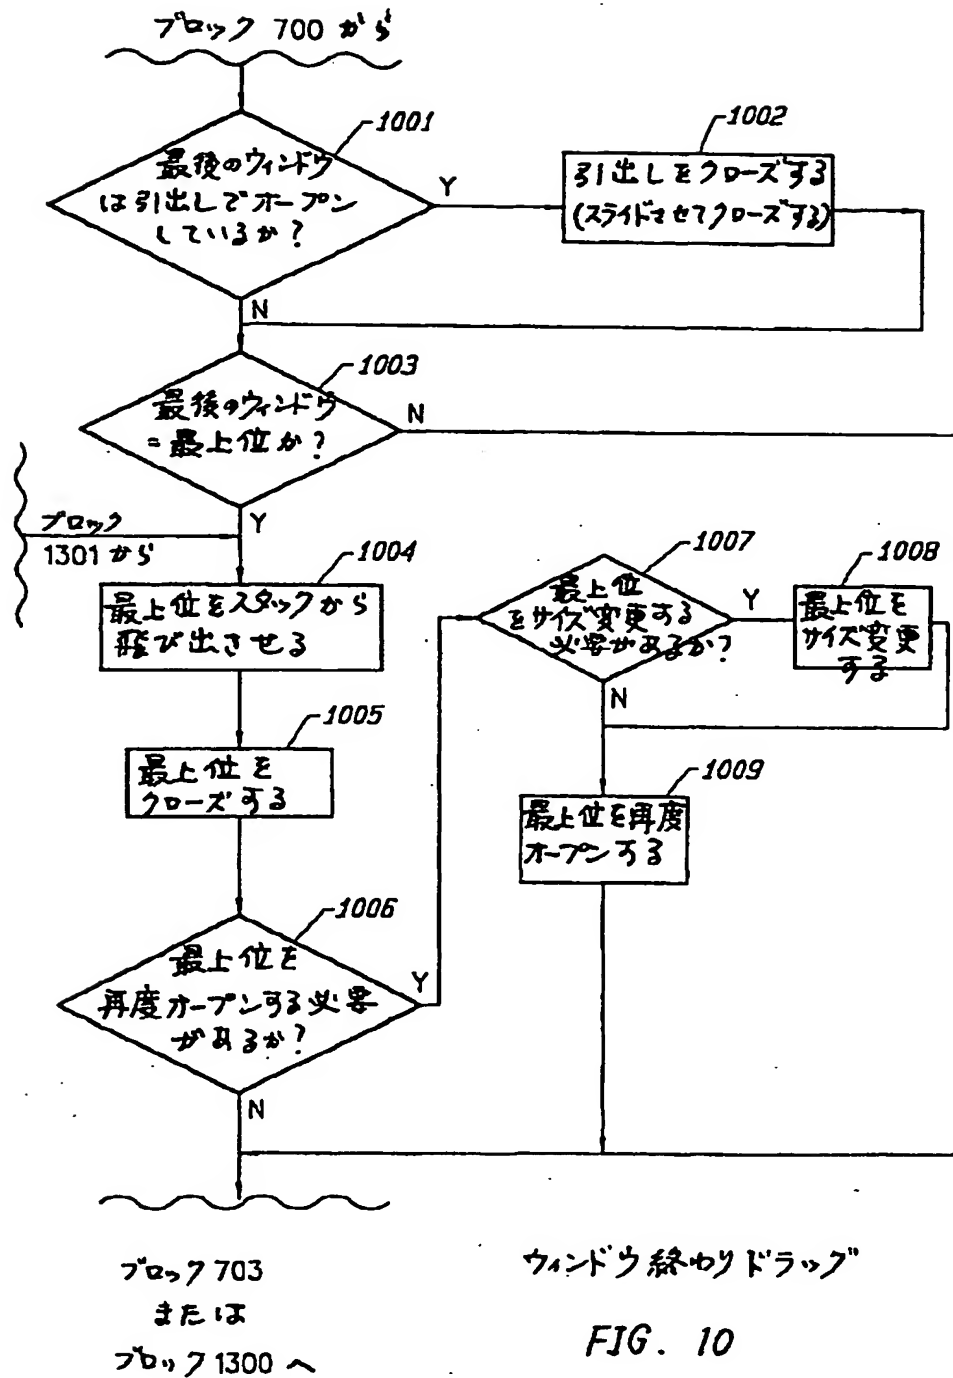 ブロック 700 から
1001
最後のウィンドウ
は引出しでオープン
しているか?
Y
N
1002
引出しをクローズする
(スライドさせてクローズする)
1003
最後のウィンドウ
=最上位か?
N
Y
ブロック
1301 から
1004
最上位をスタックから
飛び出させる
1005
最上位を
クローズする
1006
最上位を
再度オープンする必要
があるか?
Y
N
1007
最上位
をサイズ変更する
必要があるか?
Y
N
1008
最上位を
サイズ変更
する
1009
最上位を再度
オープンする
ブロック 703
または
ブロック 1300 へ
ウィンドウ終わりドラッグ
FIG. 10